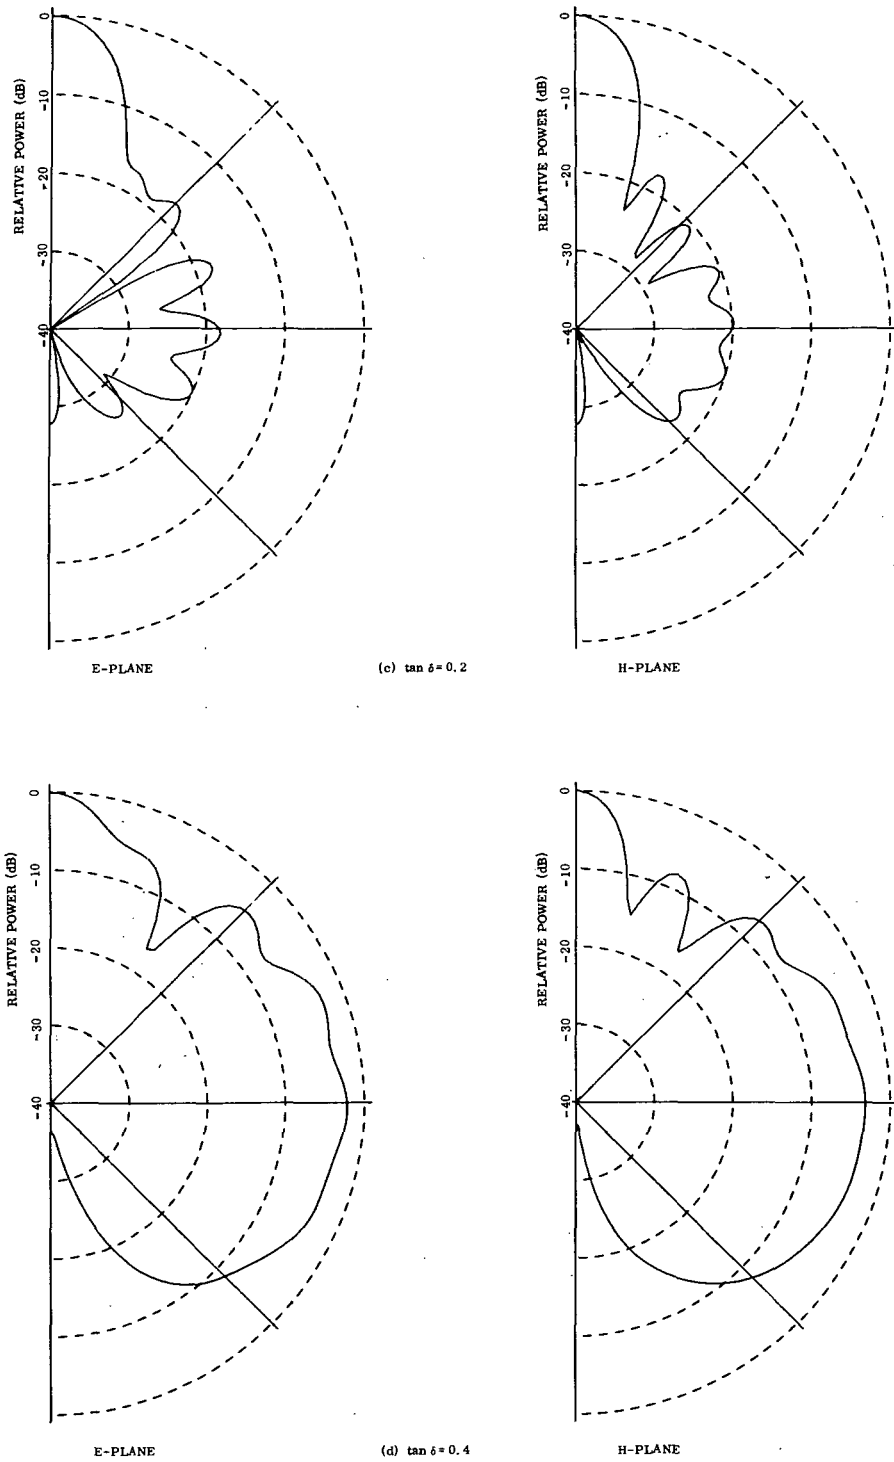 0
-10
-20
-30
-40
RELATIVE POWER (dB)
0
-10
-20
-30
-40
RELATIVE POWER (dB)
E-PLANE
(c) tan δ = 0.2
H-PLANE
0
-10
-20
-30
-40
RELATIVE POWER (dB)
0
-10
-20
-30
-40
RELATIVE POWER (dB)
E-PLANE
(d) tan δ = 0.4
H-PLANE